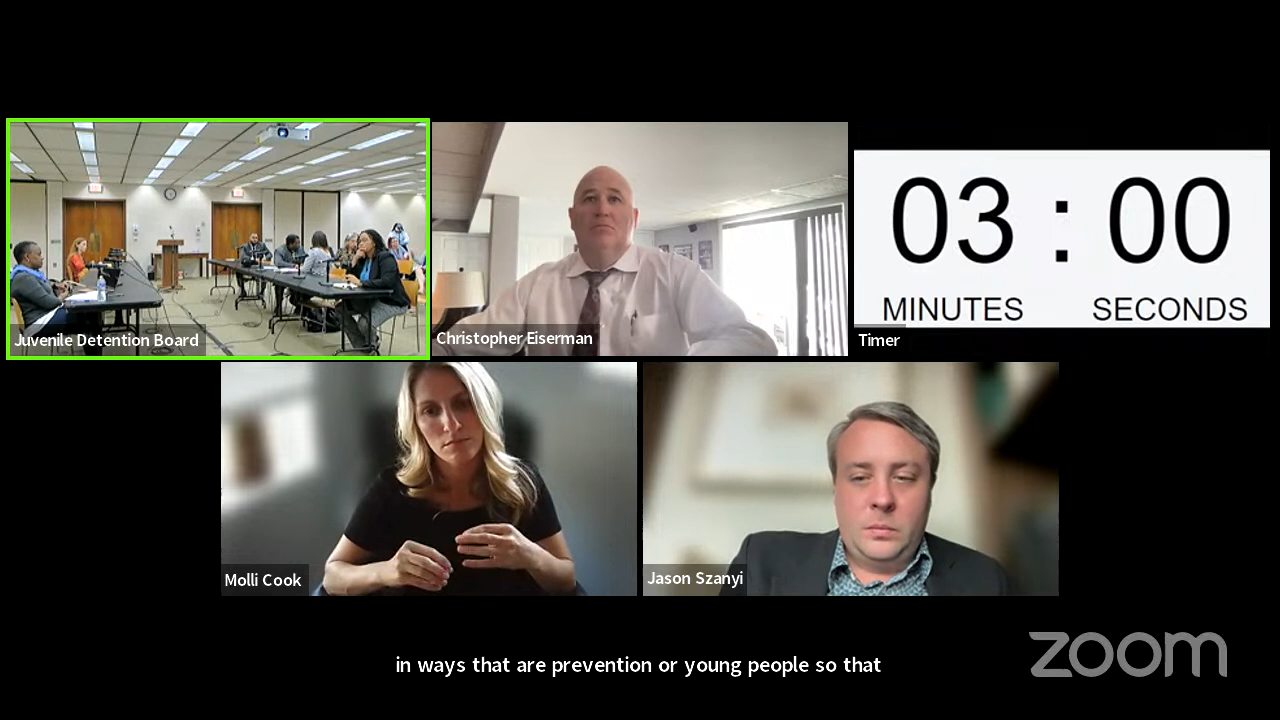 03 : 00
MINUTES SECONDS
Juvenile Detention Board
Christopher Eiserman
Timer
Molli Cook
Jason Szanyi
in ways that are prevention or young people so that
zoom